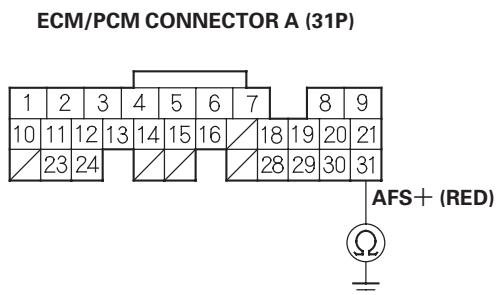 ECM/PCM CONNECTOR A (31P)
1 2 3 4 5 6 7 8 9
10 11 12 13 14 15 16 18 19 20 21
23 24 28 29 30 31
AFS+ (RED)
Ω